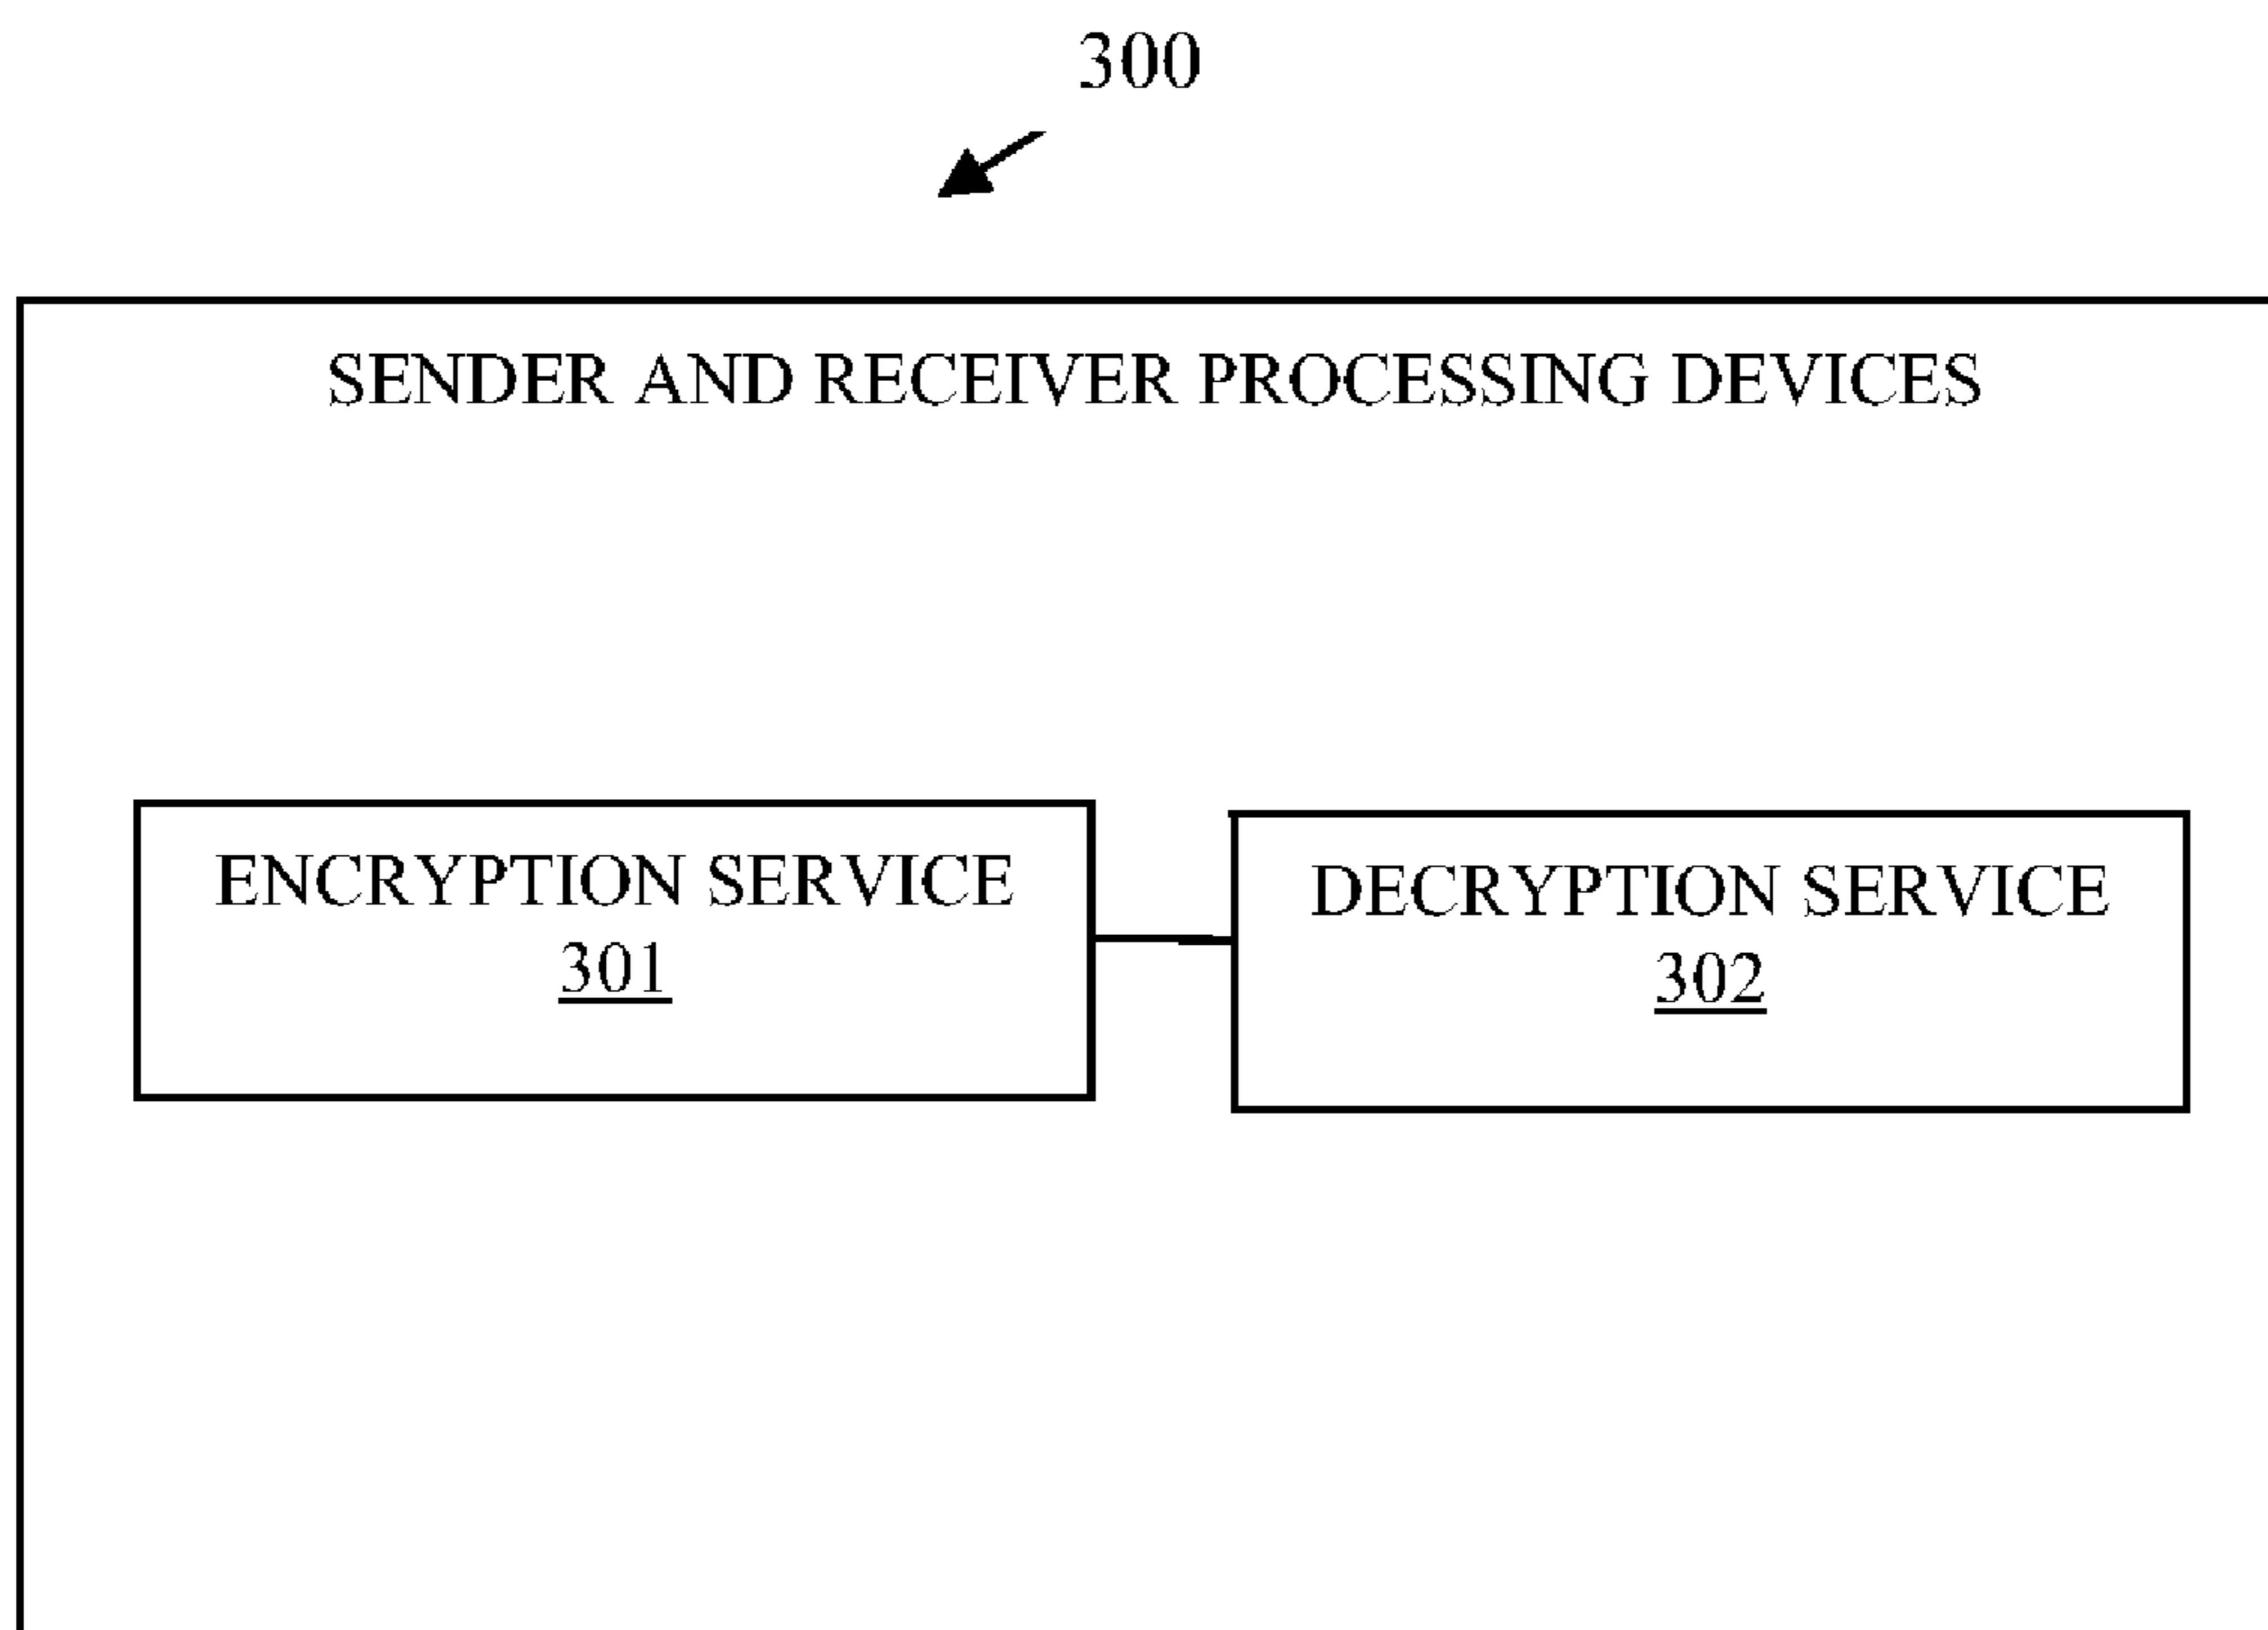 300
SENDER AND RECEIVER PROCESSING DEVICES
ENCRYPTION SERVICE
301
DECRYPTION SERVICE
302